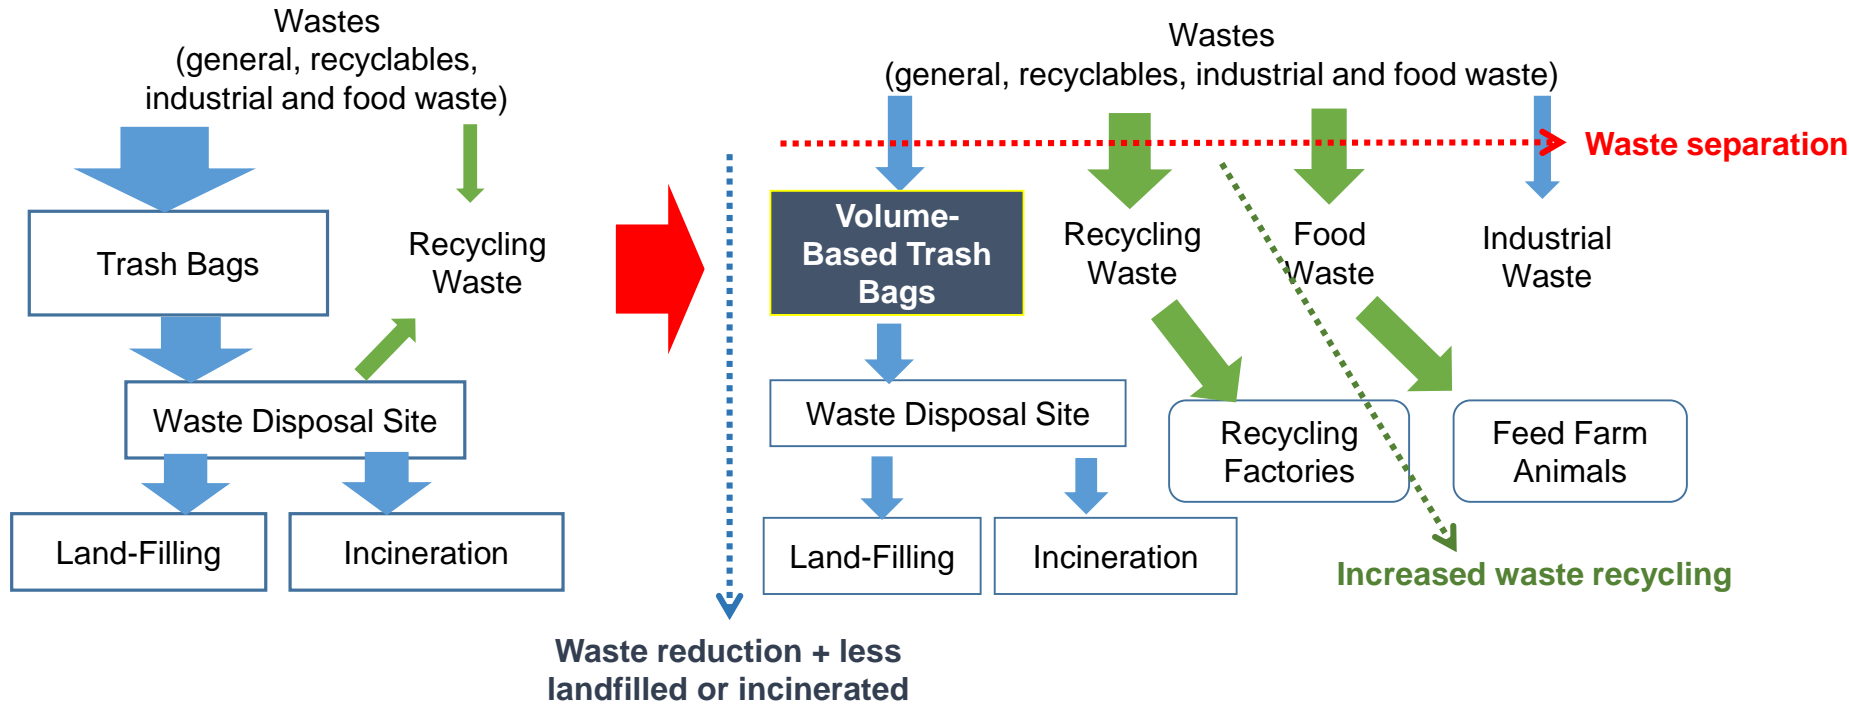 Wastes
(general, recyclables,
industrial and food waste)
Trash Bags
Recycling
Waste
Waste Disposal Site
Land-Filling
Incineration
Wastes
(general, recyclables, industrial and food waste)
Waste separation
Volume-
Based Trash
Bags
Recycling
Waste
Food
Waste
Industrial
Waste
Waste Disposal Site
Recycling
Factories
Feed Farm
Animals
Land-Filling
Incineration
Increased waste recycling
Waste reduction + less
landfilled or incinerated